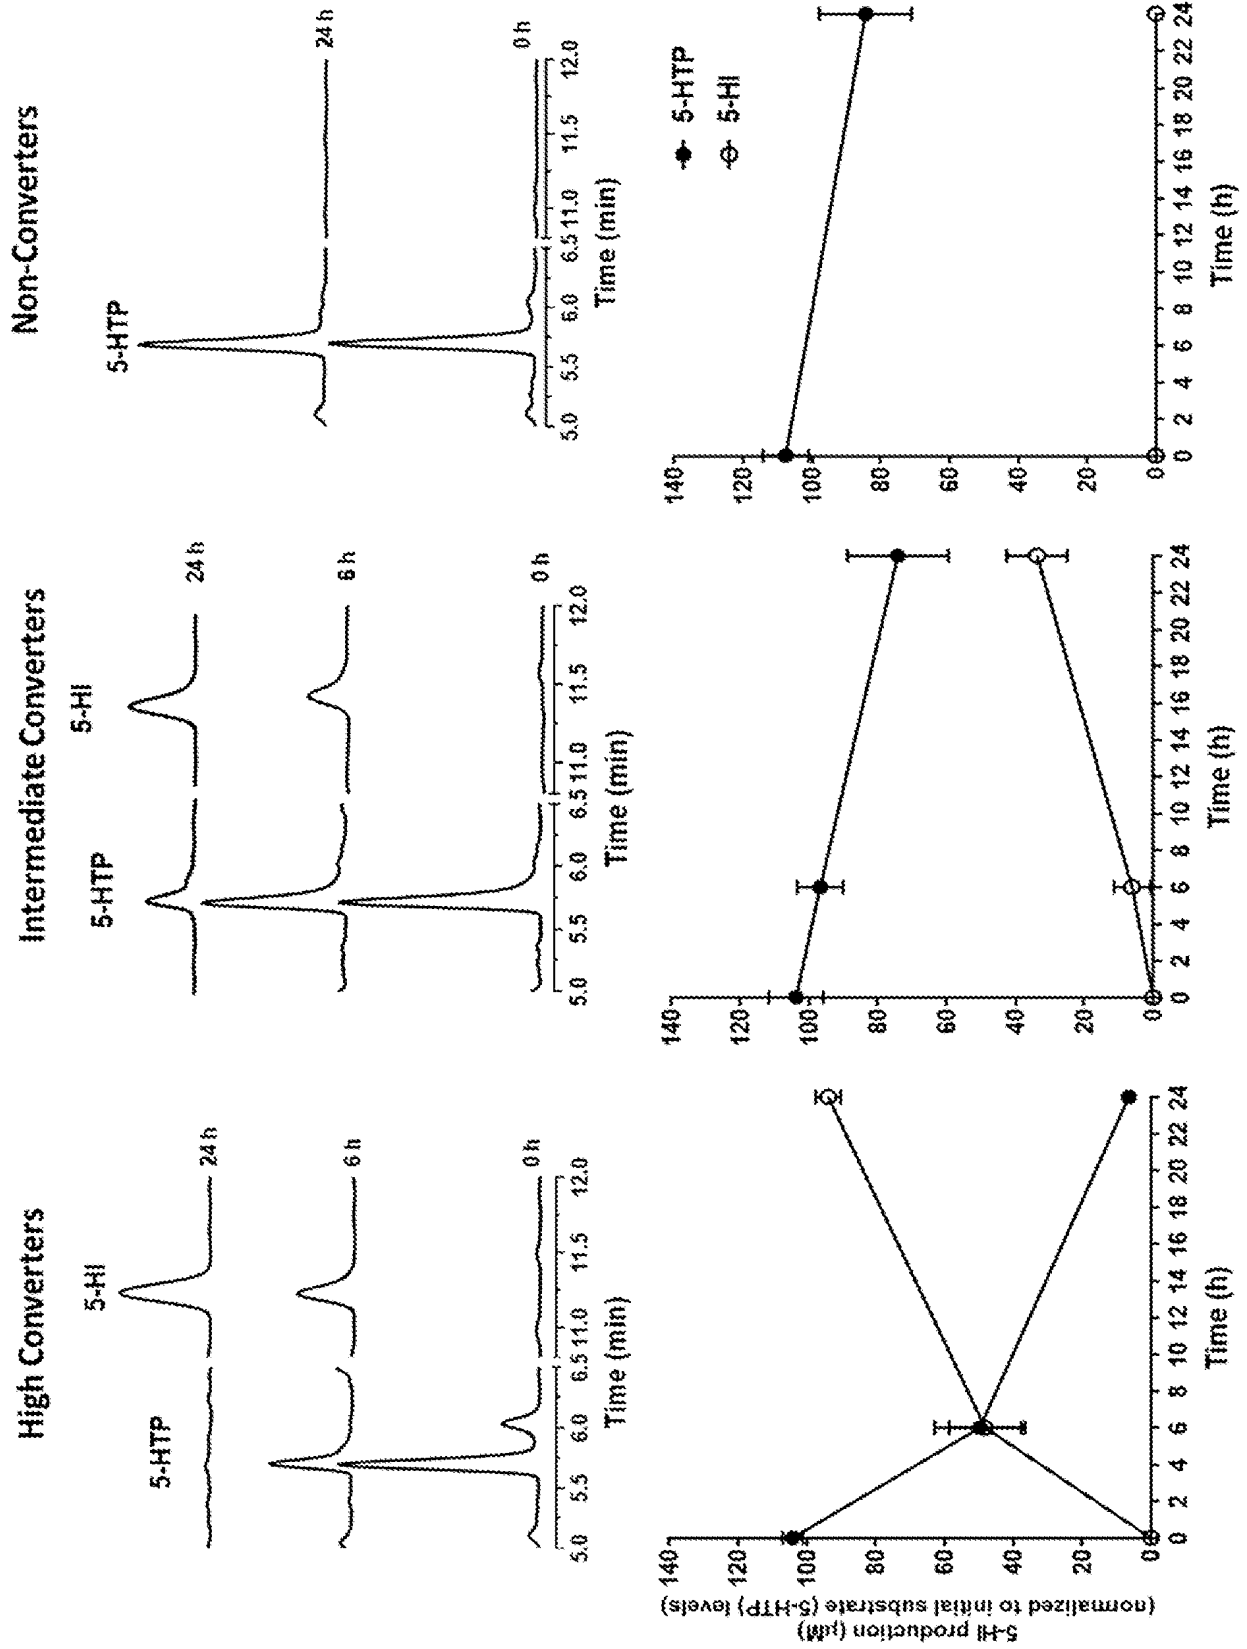 High Converters
5-HTP
5-HI
24 h
6 h
0 h
5.0 5.5 6.0 6.5 11.0 11.5 12.0
Time (min)
Intermediate Converters
5-HTP
5-HI
24 h
6 h
0 h
5.0 5.5 6.0 6.5 11.0 11.5 12.0
Time (min)
Non-Converters
5-HTP
24 h
0 h
5.0 5.5 6.0 6.5 11.0 11.5 12.0
Time (min)
5-HI production (µM)
(normalized to initial substrate (5-HTP) levels)
140
120
100
80
60
40
20
0
0 2 4 6 8 10 12 14 16 18 20 22 24
Time (h)
140
120
100
80
60
40
20
0
0 2 4 6 8 10 12 14 16 18 20 22 24
Time (h)
5-HTP
5-HI
140
120
100
80
60
40
20
0
0 2 4 6 8 10 12 14 16 18 20 22 24
Time (h)